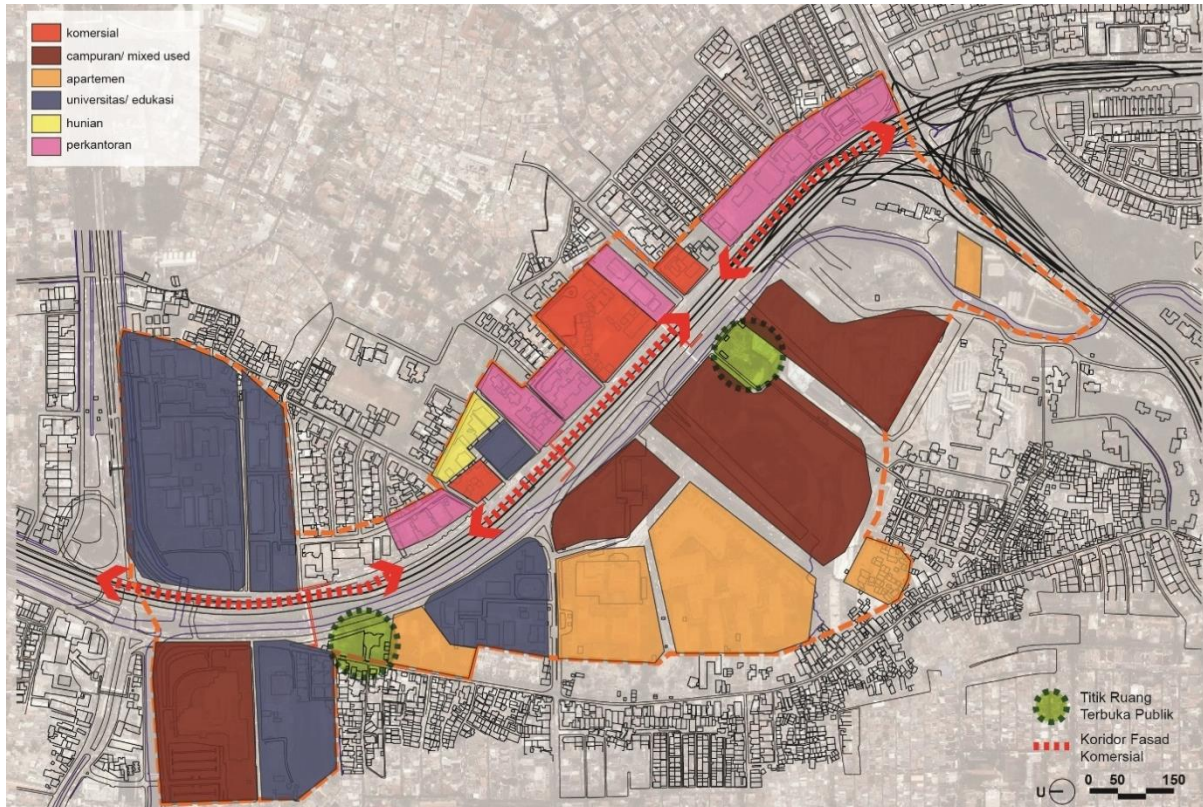 komersial
campuran/ mixed used
apartemen
universitas/ edukasi
hunian
perkantoran
Titik Ruang
Terbuka Publik
Koridor Fasad
Komersial
U 0 50 150